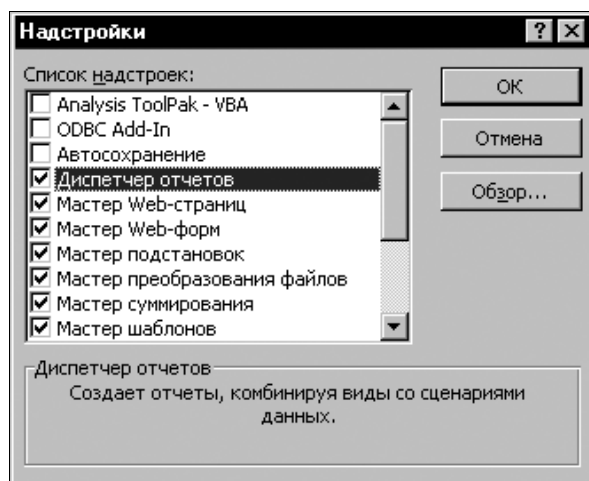 Надстройки
Список надстроек:
Analysis ToolPak - VBA
ODBC Add-In
Автосохранение
Диспетчер отчетов
Мастер Web-страниц
Мастер Web-форм
Мастер подстановок
Мастер преобразования файлов
Мастер суммирования
Мастер шаблонов
OK
Отмена
Обзор...
Диспетчер отчетов
Создает отчеты, комбинируя виды со сценариями
данных.